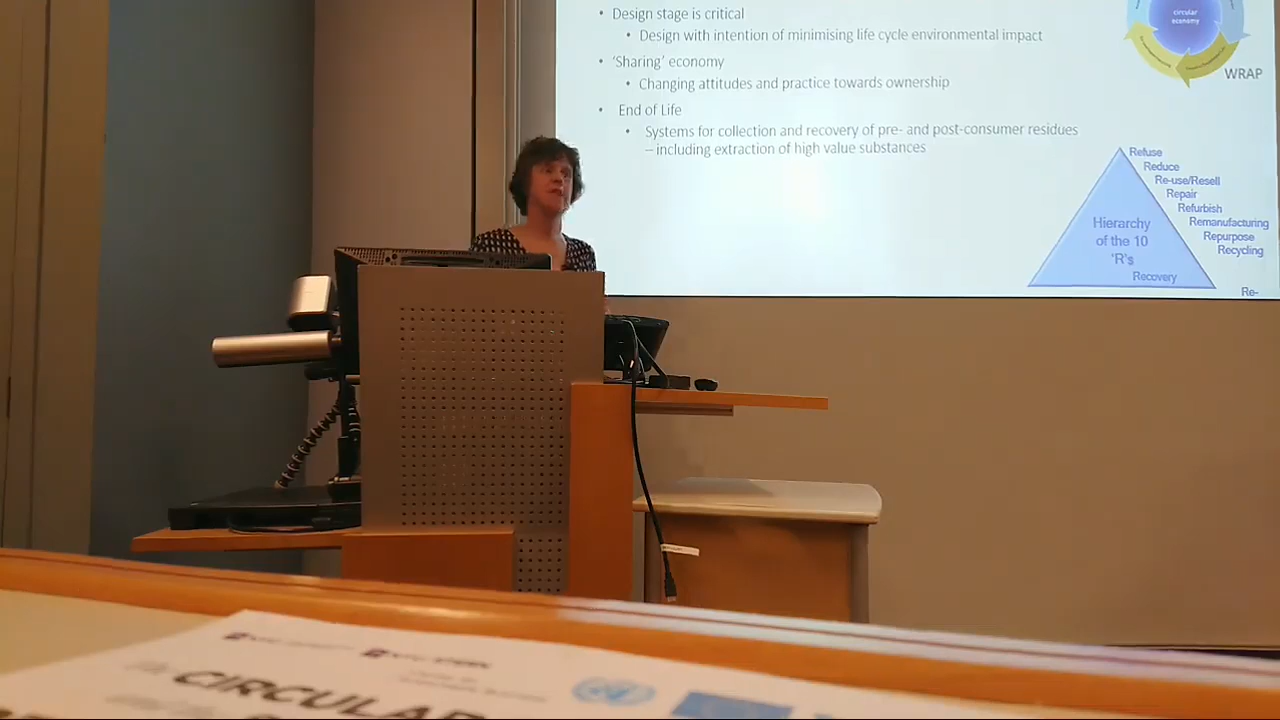 • Design stage is critical
• Design with intention of minimising life cycle environmental impact
• 'Sharing' economy
• Changing attitudes and practice towards ownership
• End of Life
• Systems for collection and recovery of pre- and post-consumer residues
– including extraction of high value substances
circular
economy
WRAP
Refuse
Reduce
Re-use/Resell
Repair
Refurbish
Remanufacturing
Repurpose
Recycling
Hierarchy
of the 10
'R's
Recovery
Re-
CIRCULAR